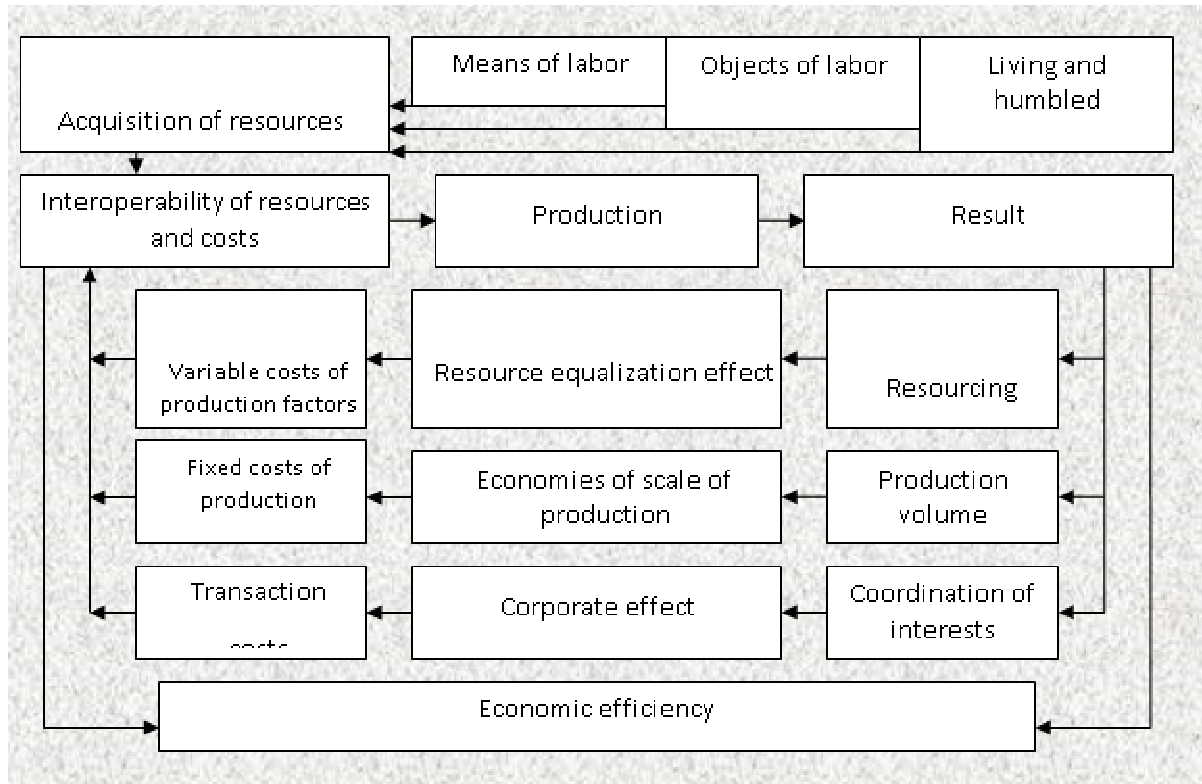 Acquisition of resources
Means of labor
Objects of labor
Living and
humbled
Interoperability of resources
and costs
Production
Result
Variable costs of
production factors
Resource equalization effect
Resourcing
Fixed costs of
production
Economies of scale of
production
Production
volume
Transaction
Corporate effect
Coordination of
interests
Economic efficiency